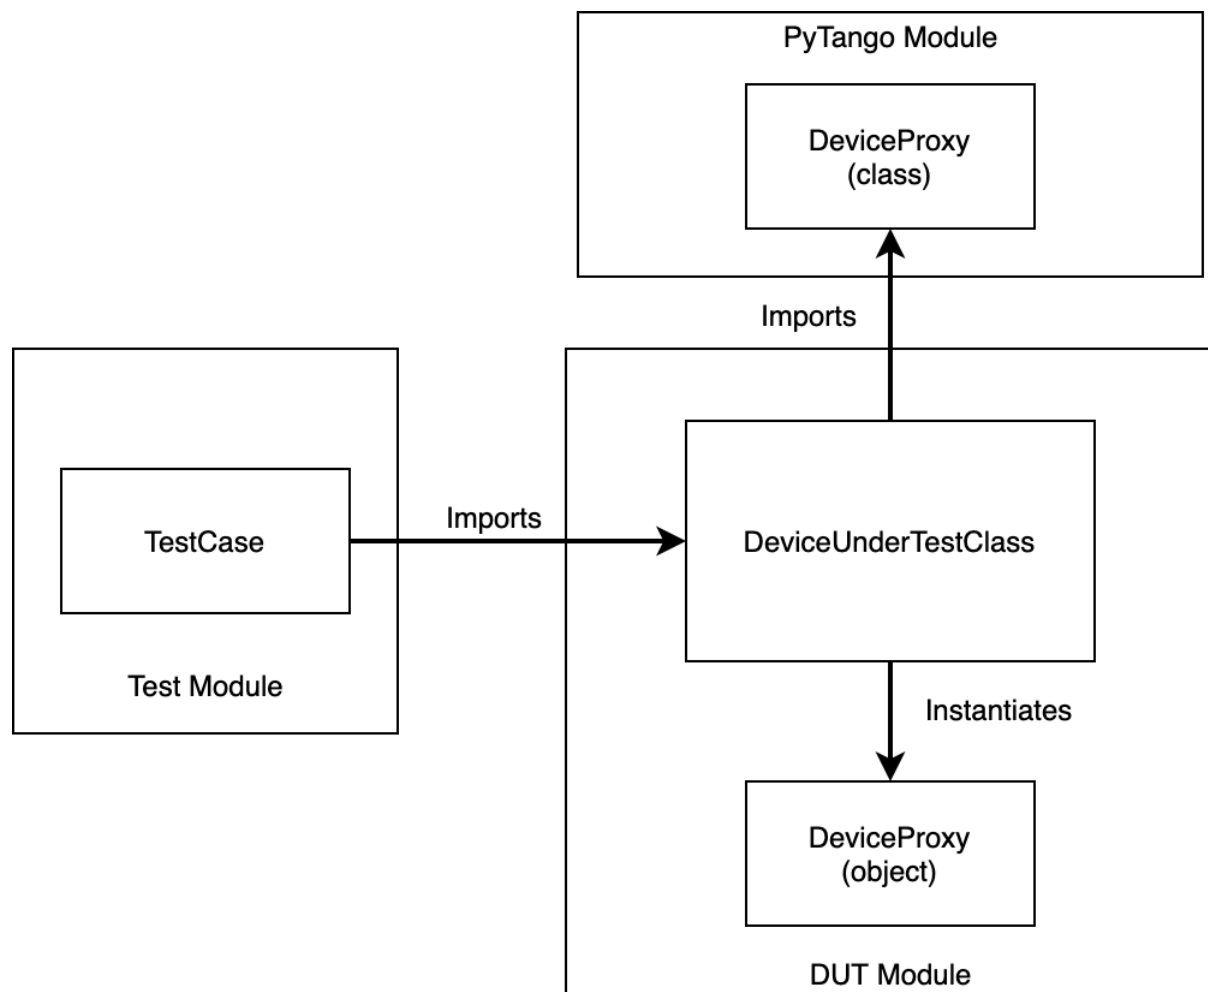 PyTango Module
DeviceProxy
(class)
Imports
TestCase
Imports
DeviceUnderTestClass
Test Module
Instantiates
DeviceProxy
(object)
DUT Module